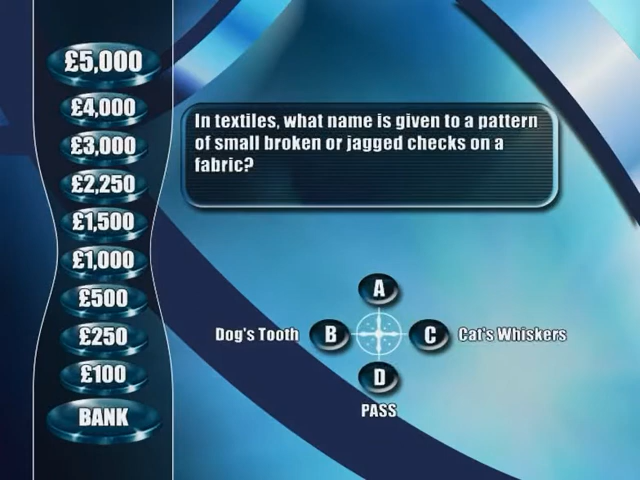 £5,000
£4,000
£3,000
£2,250
£1,500
£1,000
£500
£250
£100
BANK
In textiles, what name is given to a pattern
of small broken or jagged checks on a
fabric?
A
Dog's Tooth B C Cat's Whiskers
D
PASS